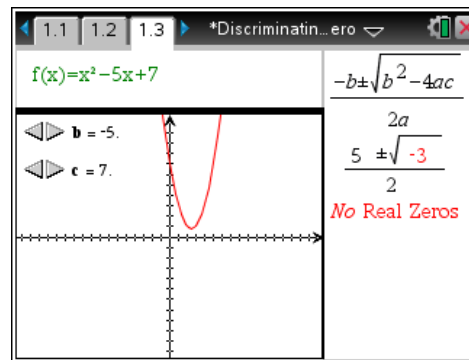 1.1 1.2 1.3 *Discriminatin...ero
f(x)=x²−5x+7
b = -5.
c = 7.
-b±√b²−4ac
2a
5 ±√-3
2
No Real Zeros